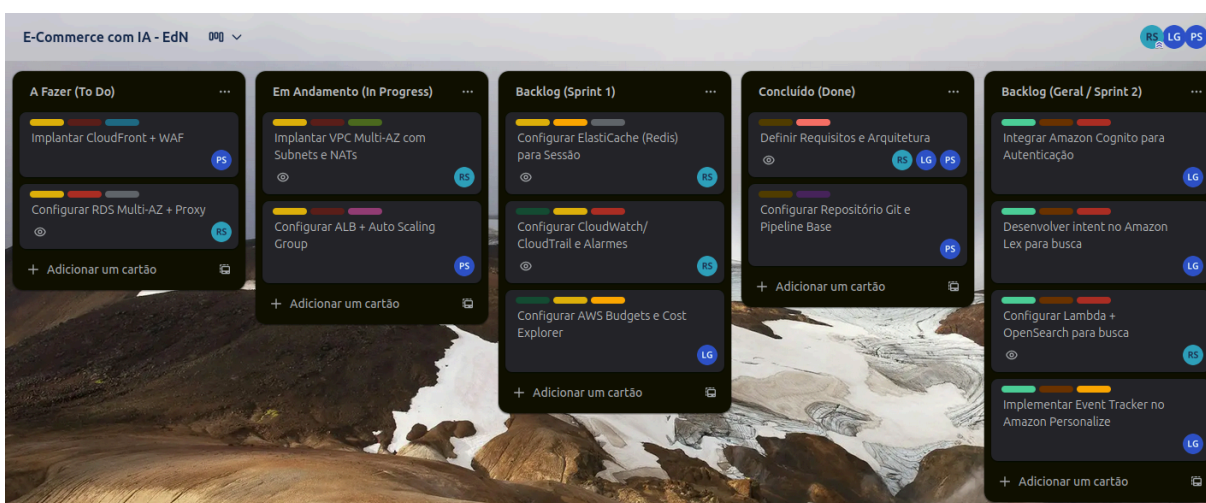 E-Commerce com IA - EdN
RS LG PS
A Fazer (To Do)
Implantar CloudFront + WAF
PS
Configurar RDS Multi-AZ + Proxy
RS
+ Adicionar um cartão
Em Andamento (In Progress)
Implantar VPC Multi-AZ com
Subnets e NATs
RS
Configurar ALB + Auto Scaling
Group
PS
+ Adicionar um cartão
Backlog (Sprint 1)
Configurar ElastiCache (Redis)
para Sessão
RS
Configurar CloudWatch/
CloudTrail e Alarmes
RS
Configurar AWS Budgets e Cost
Explorer
LG
+ Adicionar um cartão
Concluído (Done)
Definir Requisitos e Arquitetura
RS LG PS
Configurar Repositório Git e
Pipeline Base
PS
+ Adicionar um cartão
Backlog (Geral / Sprint 2)
Integrar Amazon Cognito para
Autenticação
LG
Desenvolver intent no Amazon
Lex para busca
LG
Configurar Lambda +
OpenSearch para busca
RS
Implementar Event Tracker no
Amazon Personalize
LG
+ Adicionar um cartão